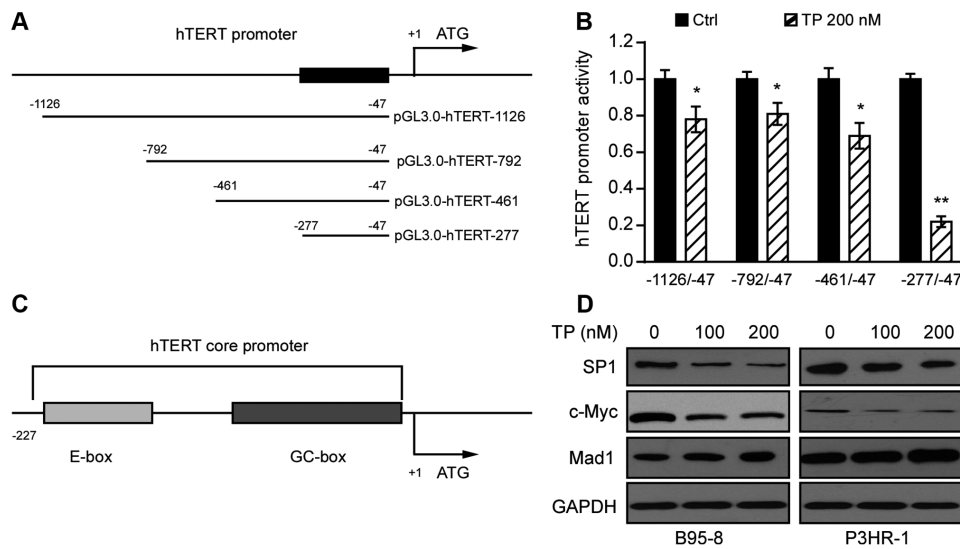 A
hTERT promoter
+1
ATG
-1126
-47
pGL3.0-hTERT-1126
-792
-47
pGL3.0-hTERT-792
-461
-47
pGL3.0-hTERT-461
-277
-47
pGL3.0-hTERT-277
B
Ctrl
TP 200 nM
hTERT promoter activity
1.2
1.0
0.8
0.6
0.4
0.2
0.0
*
*
*
**
-1126/-47
-792/-47
-461/-47
-277/-47
C
hTERT core promoter
-227
E-box
GC-box
+1
ATG
D
TP (nM)
0
100
200
0
100
200
SP1
c-Myc
Mad1
GAPDH
B95-8
P3HR-1